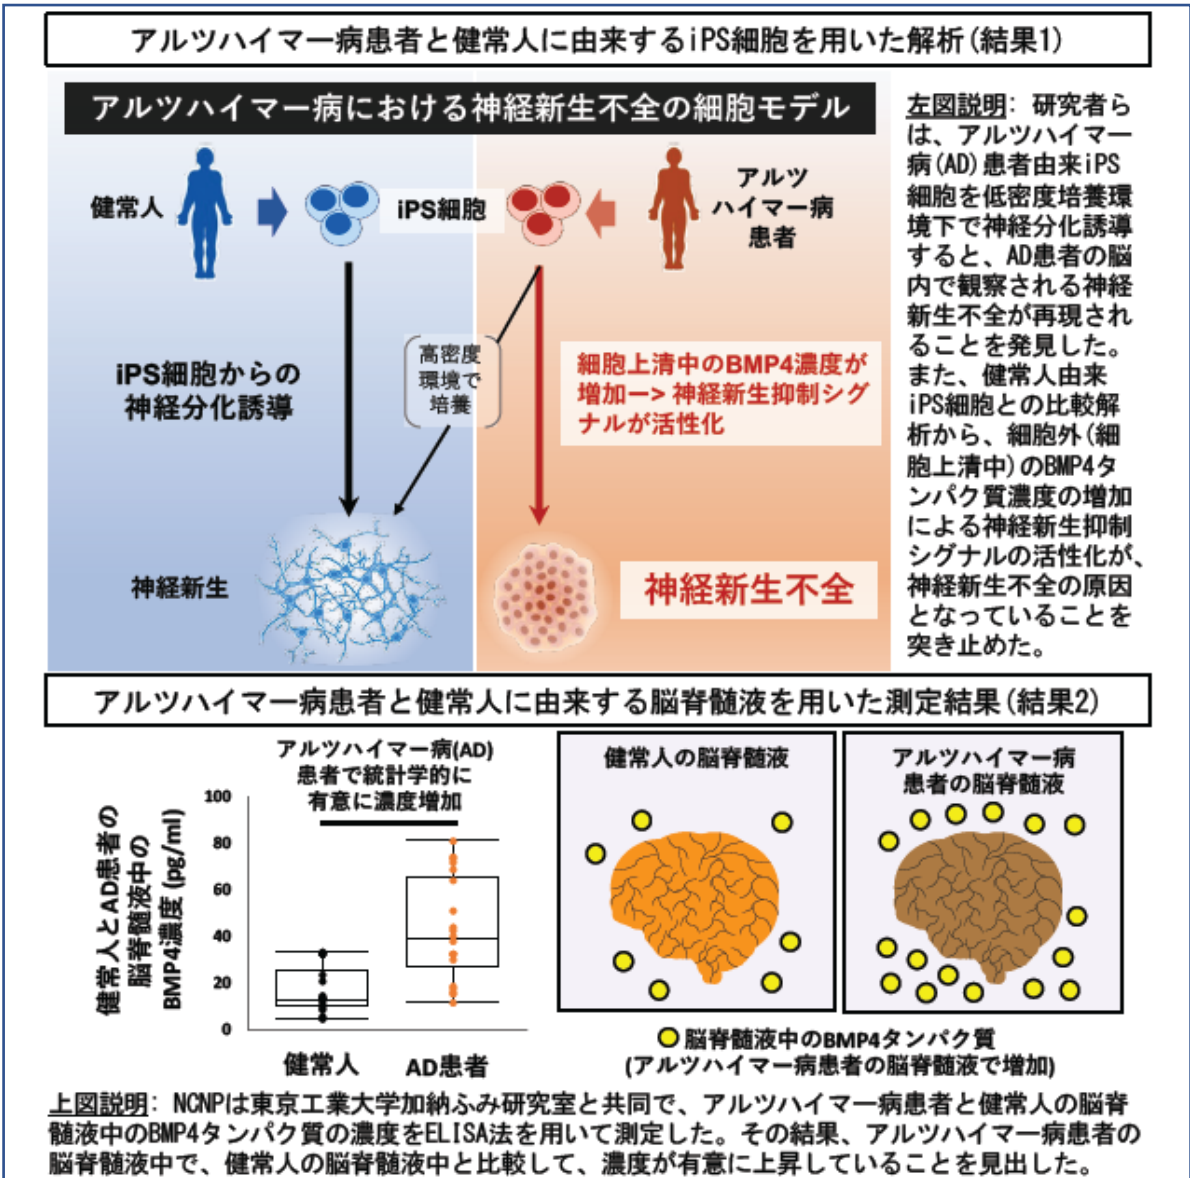 アルツハイマー病患者と健常人に由来するiPS細胞を用いた解析(結果1)
アルツハイマー病における神経新生不全の細胞モデル
健常人
iPS細胞
アルツ
ハイマー病
患者
iPS細胞からの
神経分化誘導
高密度
環境で
培養
細胞上清中のBMP4濃度が
増加ー> 神経新生抑制シグ
ナルが活性化
神経新生
神経新生不全
左図説明: 研究者ら
は、アルツハイマー
病(AD)患者由来iPS
細胞を低密度培養環
境下で神経分化誘導
すると、AD患者の脳
内で観察される神経
新生不全が再現され
ることを発見した。
また、健常人由来
iPS細胞との比較解
析から、細胞外(細
胞上清中)のBMP4タ
ンパク質濃度の増加
による神経新生抑制
シグナルの活性化が、
神経新生不全の原因
となっていることを
突き止めた。
アルツハイマー病患者と健常人に由来する脳脊髄液を用いた測定結果(結果2)
アルツハイマー病(AD)
患者で統計学的に
有意に濃度増加
健常人とAD患者の
脳脊髄液中の
BMP4濃度 (pg/ml)
100
80
60
40
20
0
健常人
AD患者
健常人の脳脊髄液
アルツハイマー病
患者の脳脊髄液
脳脊髄液中のBMP4タンパク質
(アルツハイマー病患者の脳脊髄液で増加)
上図説明: NCNPは東京工業大学加納ふみ研究室と共同で、アルツハイマー病患者と健常人の脳脊
髄液中のBMP4タンパク質の濃度をELISA法を用いて測定した。その結果、アルツハイマー病患者の
脳脊髄液中で、健常人の脳脊髄液中と比較して、濃度が有意に上昇していることを見出した。